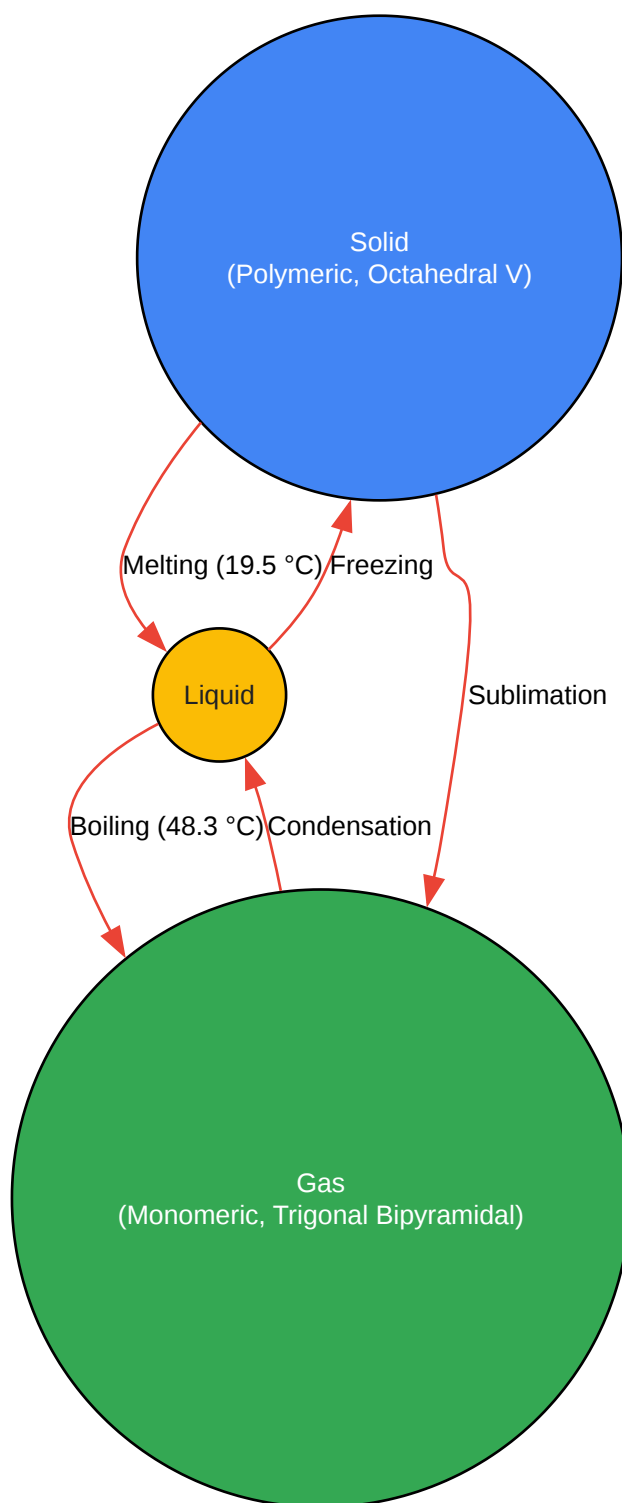 Solid
(Polymeric, Octahedral V)
Melting (19.5 °C)
Freezing
Liquid
Sublimation
Boiling (48.3 °C)
Condensation
Gas
(Monomeric, Trigonal Bipyramidal)